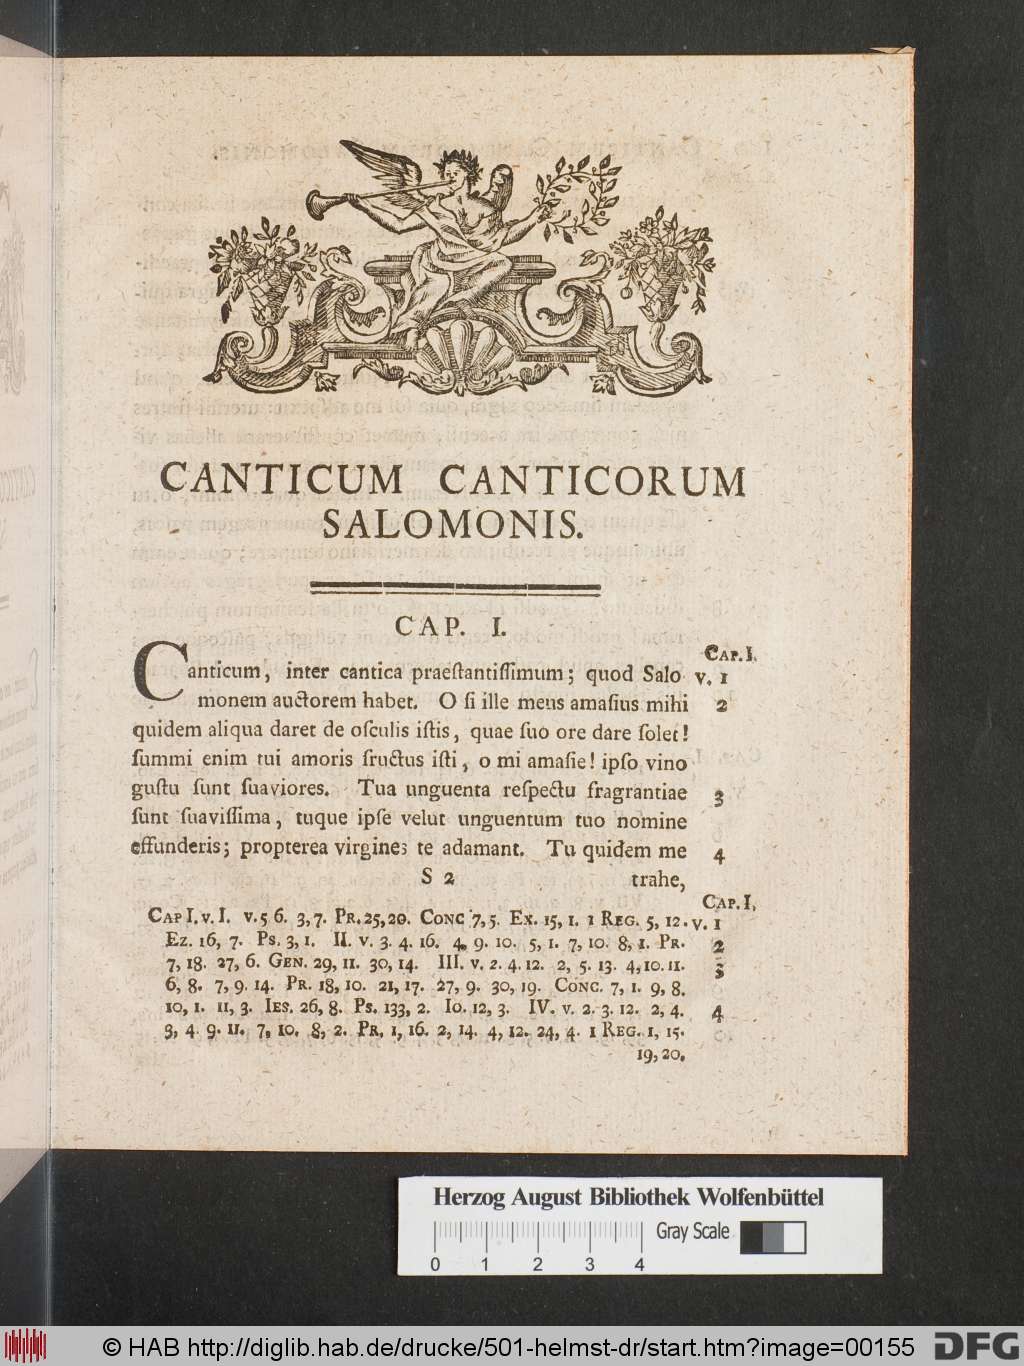 CANTICUM CANTICORUM
SALOMONIS.
CAP. I.
CAP. I.
Canticum, inter cantica praeſtantiſſimum; quod Salo v. 1
monem auctorem habet. O ſi ille meus amaſius mihi 2
quidem aliqua daret de oſculis iſtis, quae ſuo ore dare ſolet!
ſummi enim tui amoris fructus iſti, o mi amaſie! ipſo vino
guſtu ſunt ſuaviores. Tua unguenta reſpectu fragrantiae 3
ſunt ſuaviſſima, tuque ipſe velut unguentum tuo nomine
effunderis; propterea virgines te adamant. Tu quidem me 4
S 2 trahe,
CAP. I.
CAP I. v. I. v. 5 6. 3, 7. PR. 25, 20. CONC 7, 5. EX. 15, 1. 1 REG. 5, 12. v. 1
EZ. 16, 7. PS. 3, 1. II. v. 3. 4. 16. 4, 9. 10. 5, 1. 7, 10. 8, 1. PR. 2
7, 18. 27, 6. GEN. 29, 11. 30, 14. III. v. 2. 4. 12. 2, 5. 13. 4, 10. 11. 3
6, 8. 7, 9. 14. PR. 18, 10. 21, 17. 27, 9. 30, 19. CONC. 7, 1. 9, 8.
10, 1. 11, 3. IES. 26, 8. PS. 133, 2. IO. 12, 3. IV. v. 2. 3. 12. 2, 4. 4
3, 4 9. 11. 7, 10. 8, 2. PR, 1, 16. 2, 14. 4, 12. 24, 4. 1 REG. 1, 15.
19, 20.
Herzog August Bibliothek Wolfenbüttel
Gray Scale
0 1 2 3 4
© HAB http://diglib.hab.de/drucke/501-helmst-dr/start.htm?image=00155 DFG